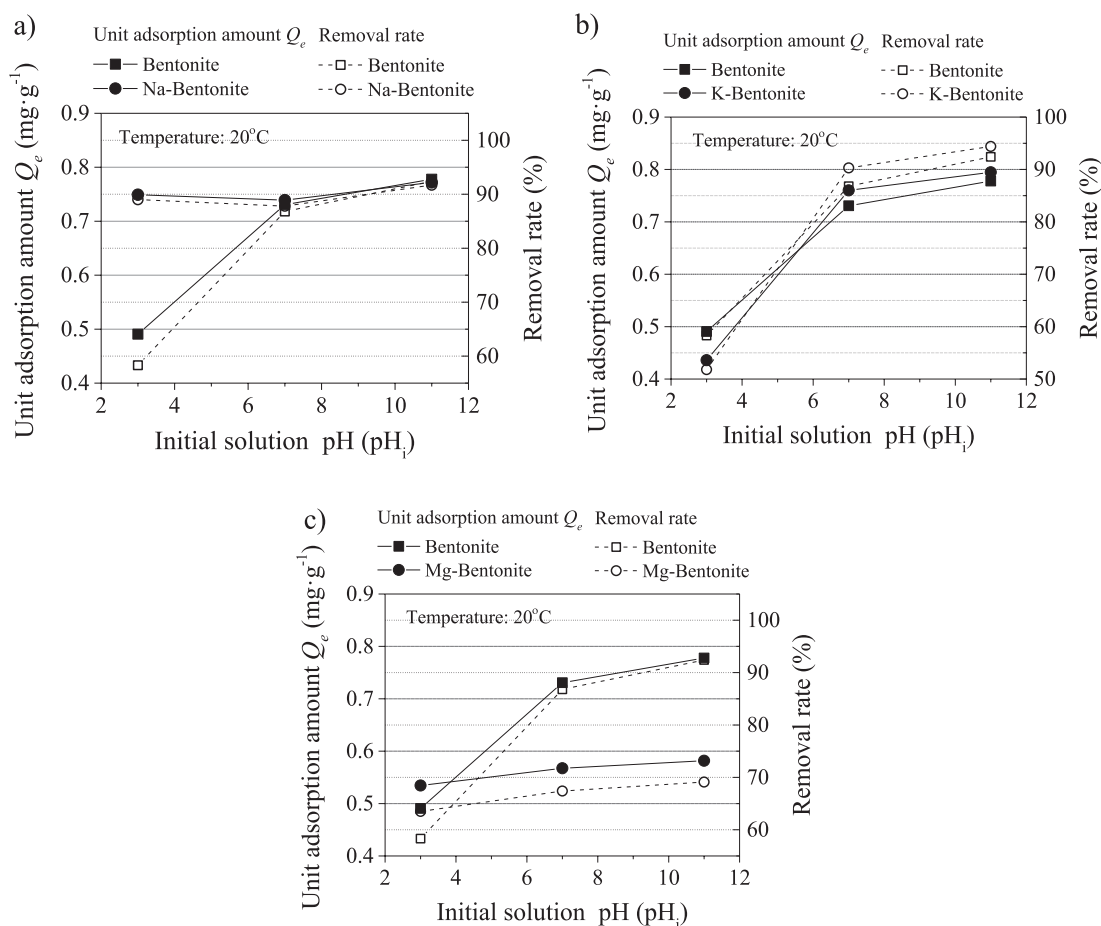 a)
Unit adsorption amount Qe Removal rate
Bentonite Bentonite
Na-Bentonite Na-Bentonite
Temperature: 20°C
Unit adsorption amount Qe (mg·g-1)
0.9
0.8
0.7
0.6
0.5
0.4
100
90
80
70
60
Removal rate (%)
2 4 6 8 10 12
Initial solution pH (pHi)
b)
Unit adsorption amount Qe Removal rate
Bentonite Bentonite
K-Bentonite K-Bentonite
Temperature: 20°C
Unit adsorption amount Qe (mg·g-1)
0.9
0.8
0.7
0.6
0.5
0.4
100
90
80
70
60
50
Removal rate (%)
2 4 6 8 10 12
Initial solution pH (pHi)
c)
Unit adsorption amount Qe Removal rate
Bentonite Bentonite
Mg-Bentonite Mg-Bentonite
Temperature: 20°C
Unit adsorption amount Qe (mg·g-1)
0.9
0.8
0.7
0.6
0.5
0.4
100
90
80
70
60
Removal rate (%)
2 4 6 8 10 12
Initial solution pH (pHi)